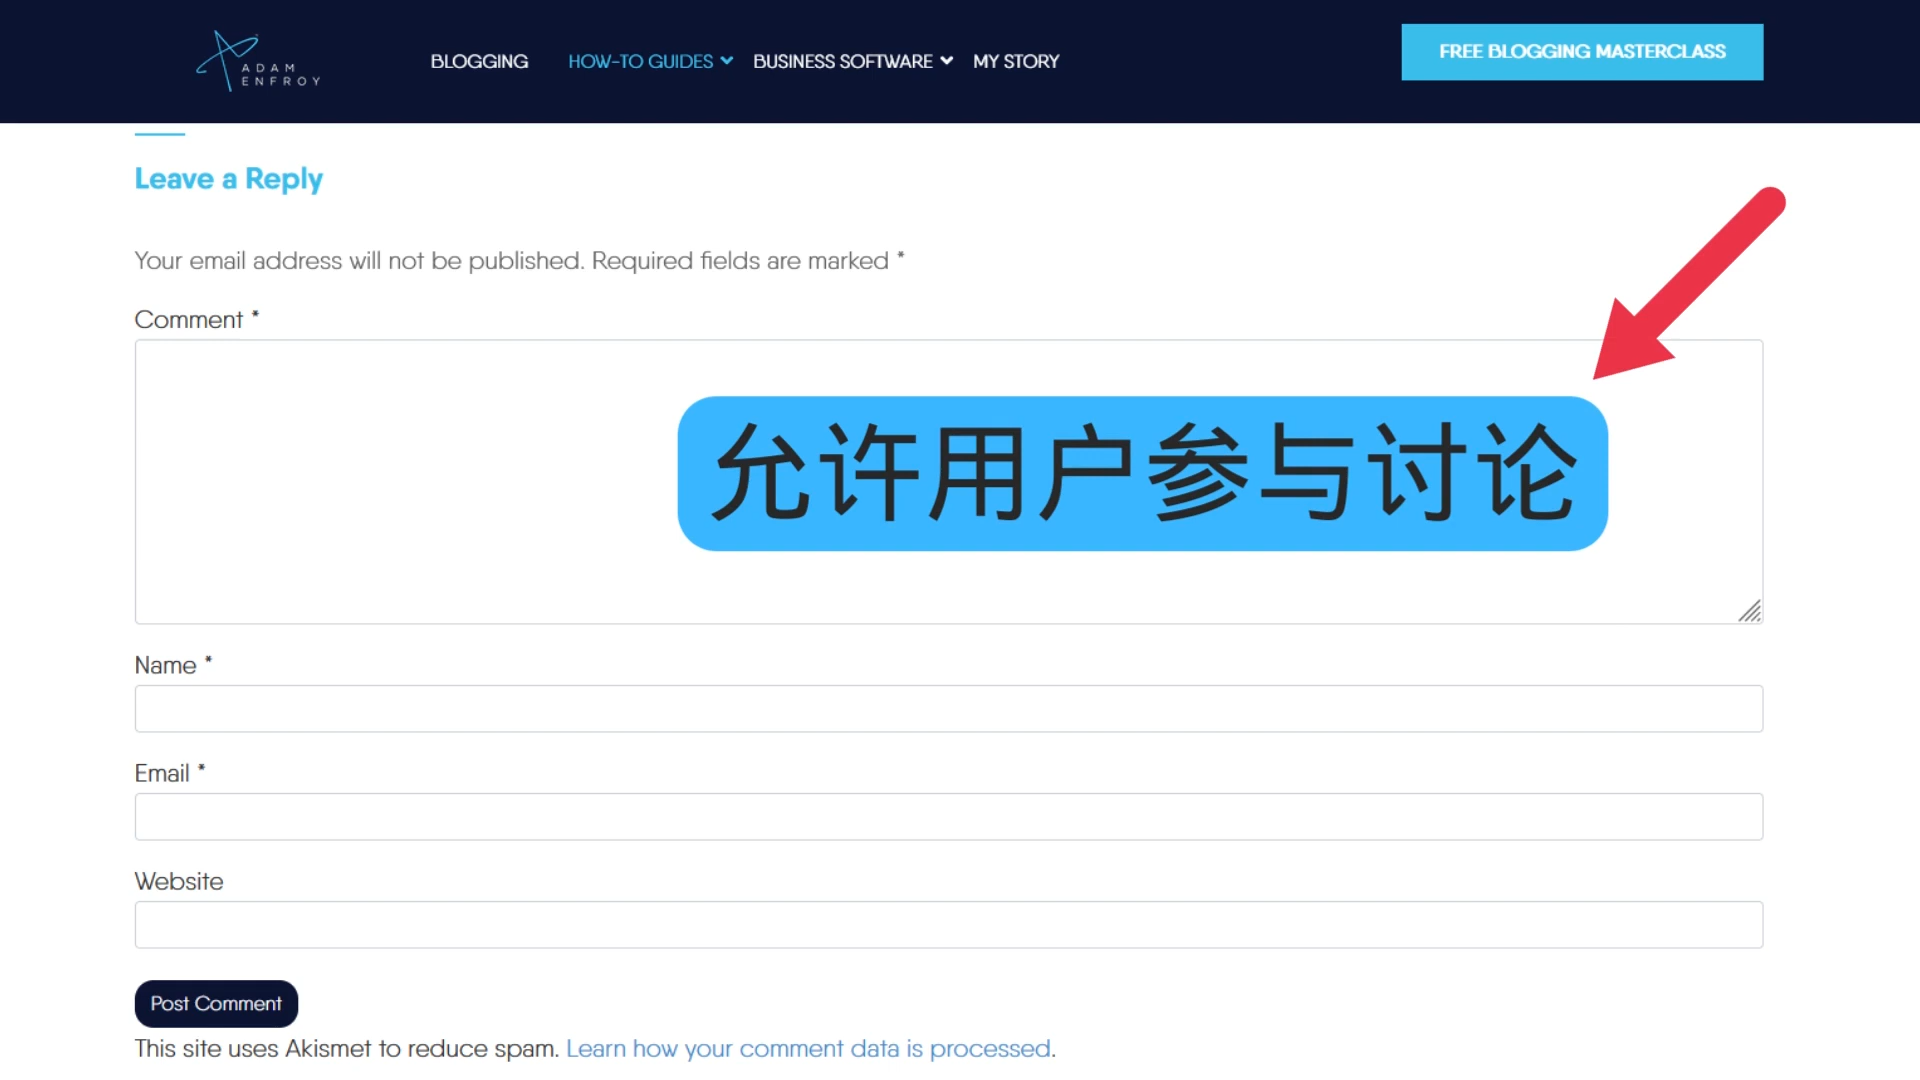 ADAM
ENFROY
BLOGGING
HOW-TO GUIDES
BUSINESS SOFTWARE
MY STORY
FREE BLOGGING MASTERCLASS
Leave a Reply
Your email address will not be published. Required fields are marked *
Comment *
允许用户参与讨论
Name *
Email *
Website
Post Comment
This site uses Akismet to reduce spam. Learn how your comment data is processed.